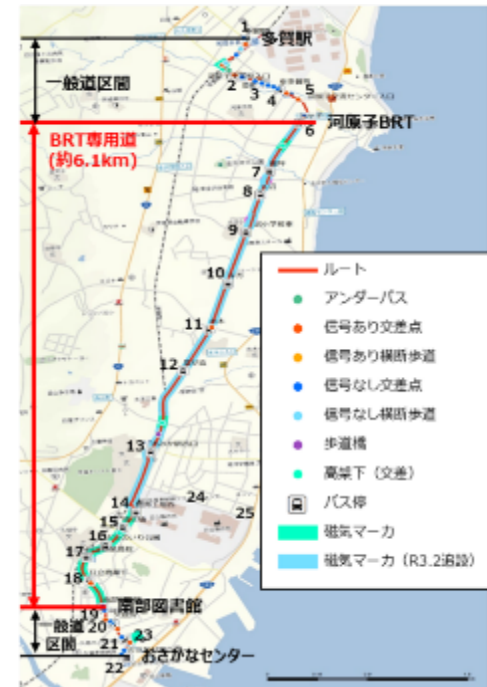 1
多賀駅
一般道区間
2
3
4
5
6
河原子BRT
BRT専用道
(約6.1km)
7
8
9
10
11
12
13
14
15
16
17
18
24
25
ルート
アンダーパス
信号あり交差点
信号あり横断歩道
信号なし交差点
信号なし横断歩道
歩道橋
高架下（交差）
バス停
磁気マーカ
磁気マーカ（R3.2追設）
19
南部図書館
一般道
区間
20
21
23
22
おさかなセンター